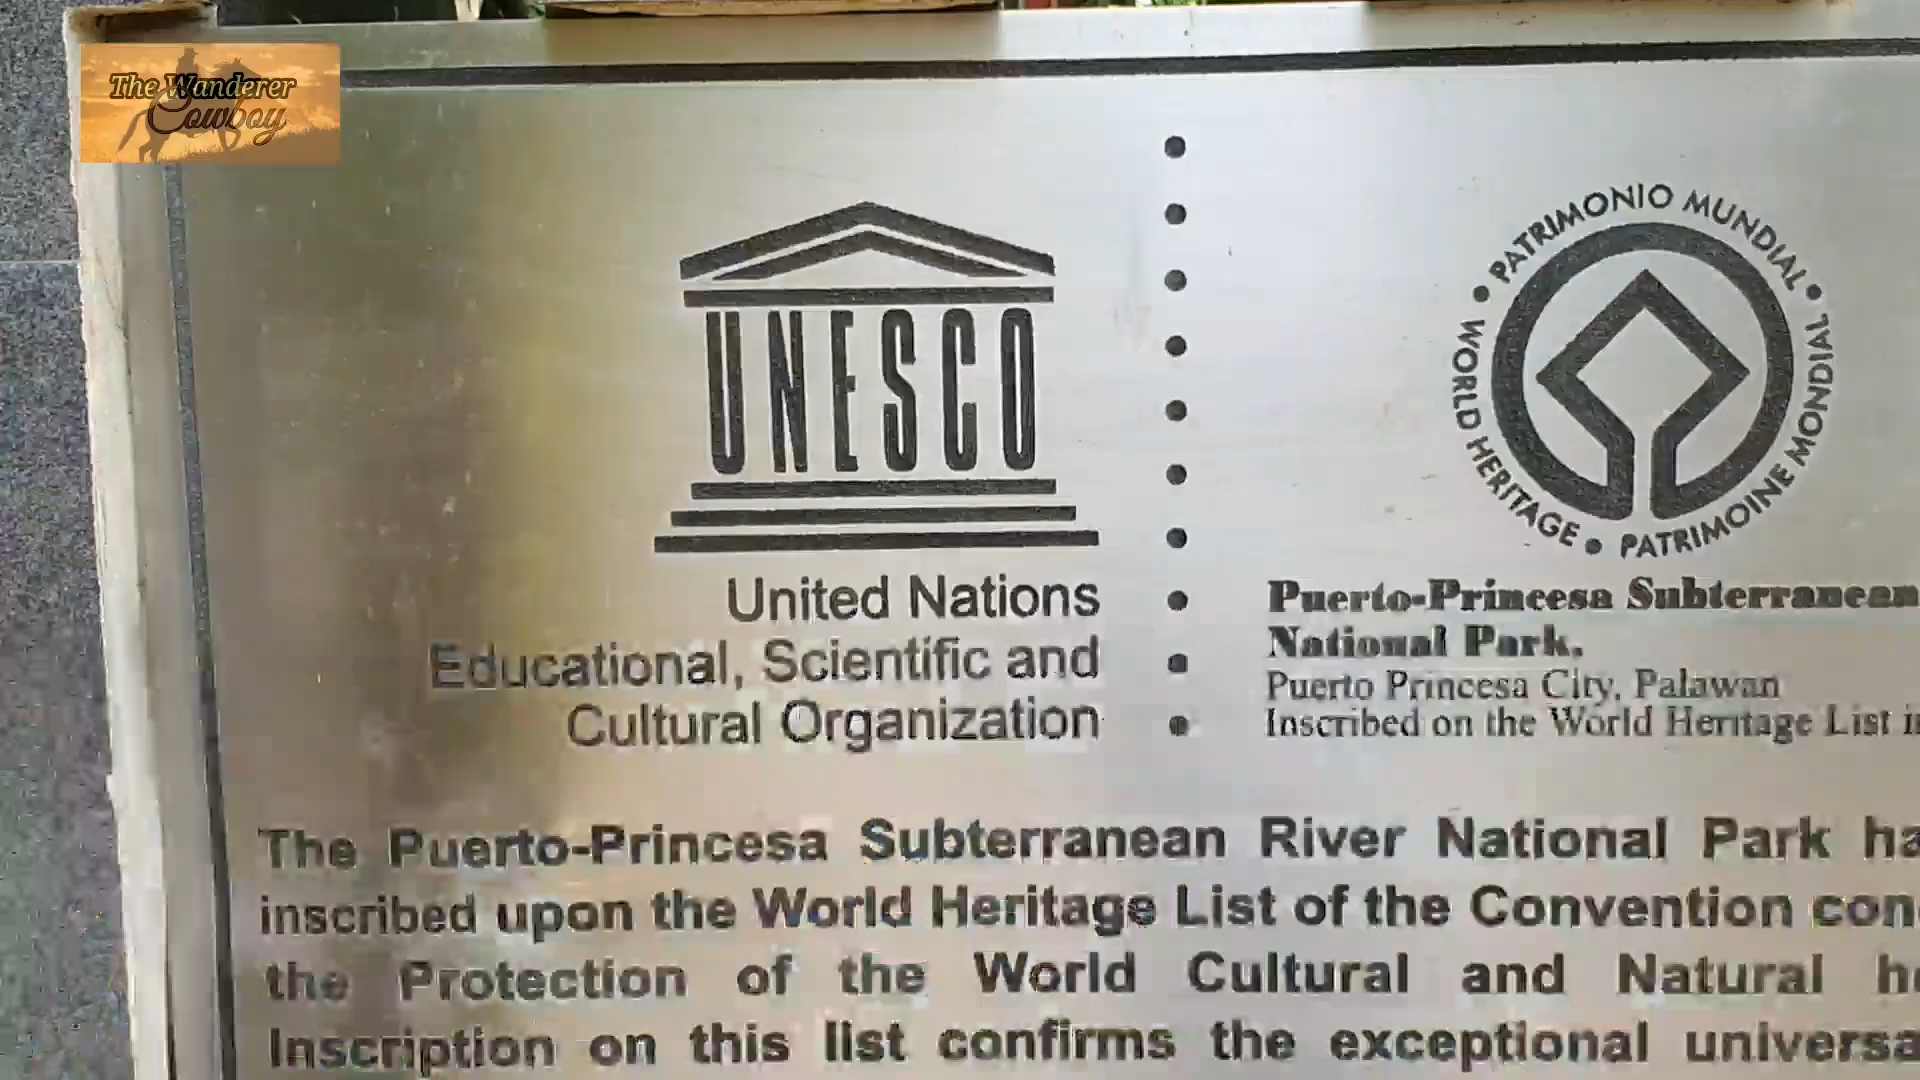 The Wanderer
Cowboy
UNESCO
United Nations
Educational, Scientific and
Cultural Organization
PATRIMONIO MUNDIAL • PATRIMOINE MONDIAL • WORLD HERITAGE •
Puerto-Princesa Subterranean
National Park.
Puerto Princesa City, Palawan
Inscribed on the World Heritage List
The Puerto-Princesa Subterranean River National Park
inscribed upon the World Heritage List of the Convention
the Protection of the World Cultural and Natural
Inscription on this list confirms the exceptional